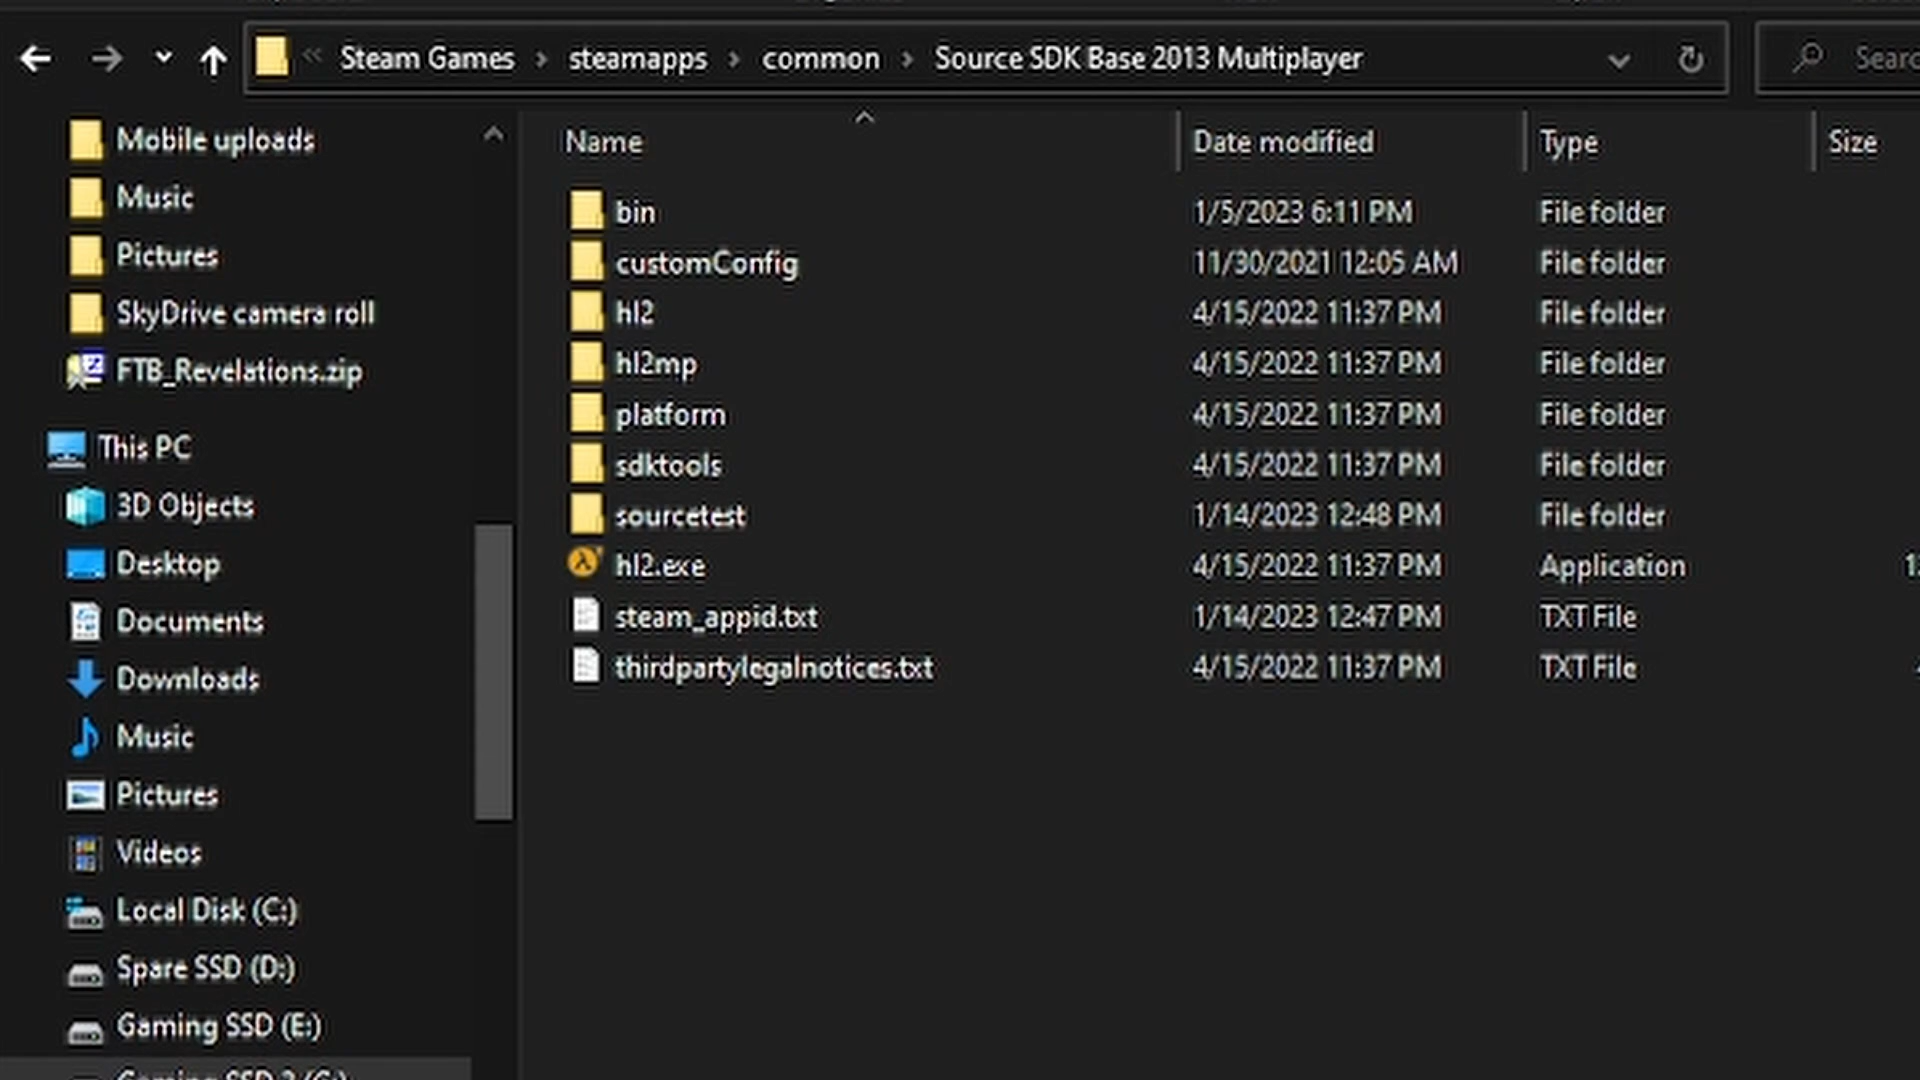 Steam Games > steamapps > common > Source SDK Base 2013 Multiplayer
Mobile uploads
Music
Pictures
SkyDrive camera roll
FTB_Revelations.zip
This PC
3D Objects
Desktop
Documents
Downloads
Music
Pictures
Videos
Local Disk (C:)
Spare SSD (D:)
Gaming SSD (E:)
Name Date modified Type Size
bin 1/5/2023 6:11 PM File folder
customConfig 11/30/2021 12:05 AM File folder
hl2 4/15/2022 11:37 PM File folder
hl2mp 4/15/2022 11:37 PM File folder
platform 4/15/2022 11:37 PM File folder
sdktools 4/15/2022 11:37 PM File folder
sourcetest 1/14/2023 12:48 PM File folder
hl2.exe 4/15/2022 11:37 PM Application
steam_appid.txt 1/14/2023 12:47 PM TXT File
thirdpartylegalnotices.txt 4/15/2022 11:37 PM TXT File